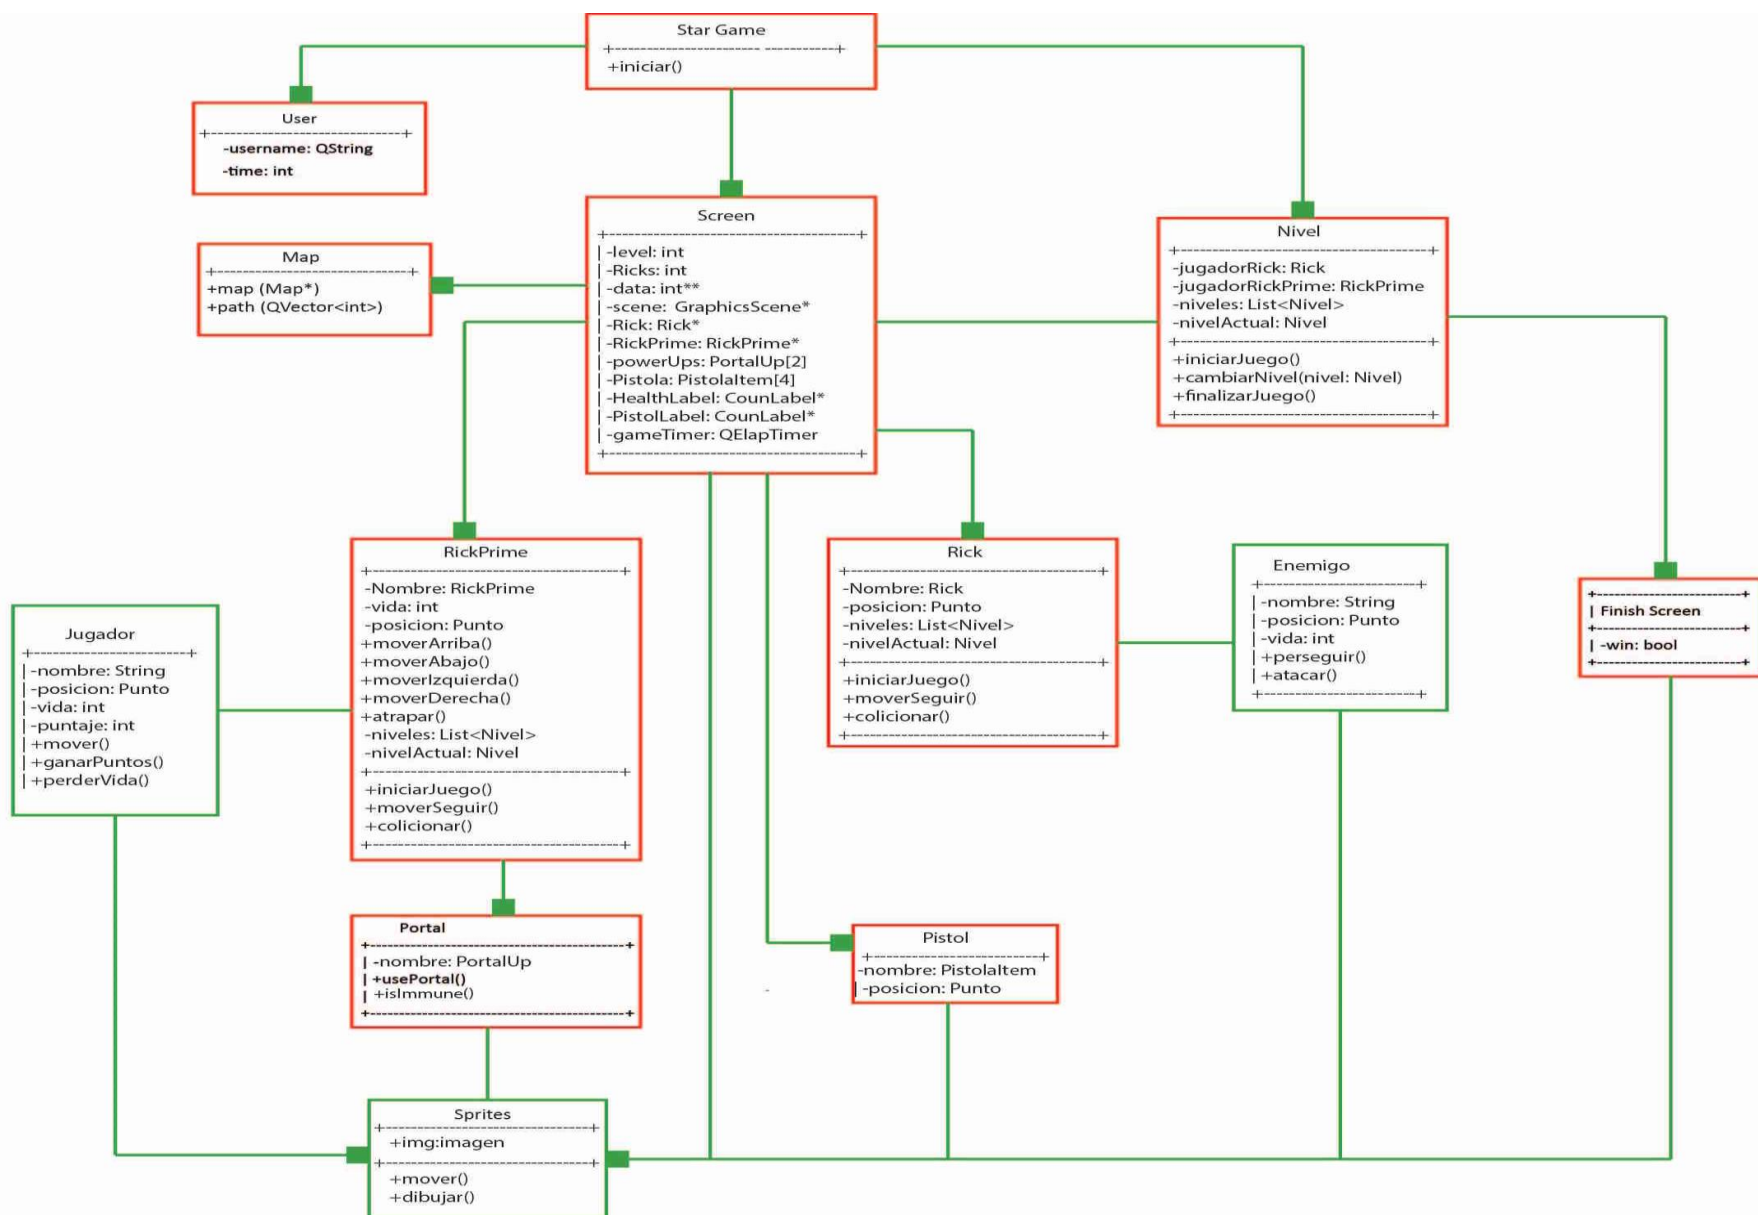 Star Game
+iniciar()
User
-username: QString
-time: int
Screen
-level: int
-Ricks: int
-data: int**
-scene: GraphicsScene*
-Rick: Rick*
-RickPrime: RickPrime*
-powerUps: PortalUp[2]
-Pistola: PistolaItem[4]
-HealthLabel: CounLabel*
-PistolLabel: CounLabel*
-gameTimer: QElapTimer
Nivel
-jugadorRick: Rick
-jugadorRickPrime: RickPrime
-niveles: List<Nivel>
-nivelActual: Nivel
+iniciarJuego()
+cambiarNivel(nivel: Nivel)
+finalizarJuego()
Map
+map (Map*)
+path (QVector<int>)
RickPrime
-Nombre: RickPrime
-vida: int
-posicion: Punto
+moverArriba()
+moverAbajo()
+moverIzquierda()
+moverDerecha()
+atrapar()
-niveles: List<Nivel>
-nivelActual: Nivel
+iniciarJuego()
+moverSeguir()
+colicionar()
Rick
-Nombre: Rick
-posicion: Punto
-niveles: List<Nivel>
-nivelActual: Nivel
+iniciarJuego()
+moverSeguir()
+colicionar()
Enemigo
-nombre: String
-posicion: Punto
-vida: int
+perseguir()
+atacar()
Finish Screen
-win: bool
Jugador
-nombre: String
-posicion: Punto
-vida: int
-puntaje: int
+mover()
+ganarPuntos()
+perderVida()
Portal
-nombre: PortalUp
+usePortal()
+isImmune()
Pistol
-nombre: PistolaItem
-posicion: Punto
Sprites
+img:imagen
+mover()
+dibujar()